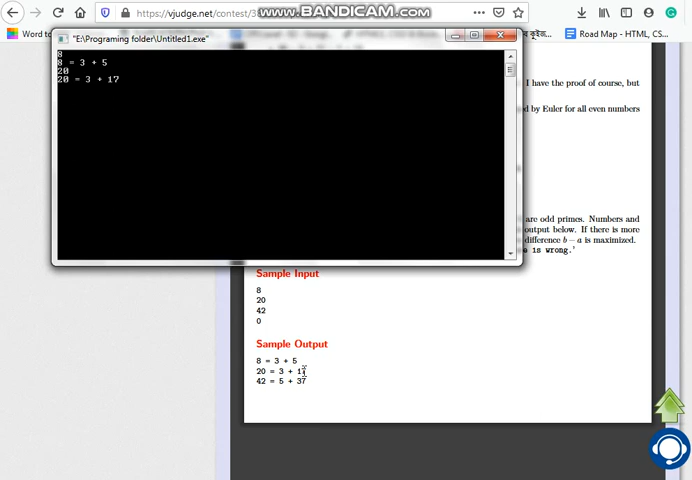 https://vjudge.net/contest/3
www.BANDICAM.com
Road Map - HTML, CS...
"E:\Programing folder\Untitled1.exe"
8
8 = 3 + 5
20
20 = 3 + 17
I have the proof of course, but
d by Euler for all even numbers
are odd primes. Numbers and
output below. If there is more
difference b − a is maximized.
is wrong.'
Sample Input
8
20
42
0
Sample Output
8 = 3 + 5
20 = 3 + 17
42 = 5 + 37